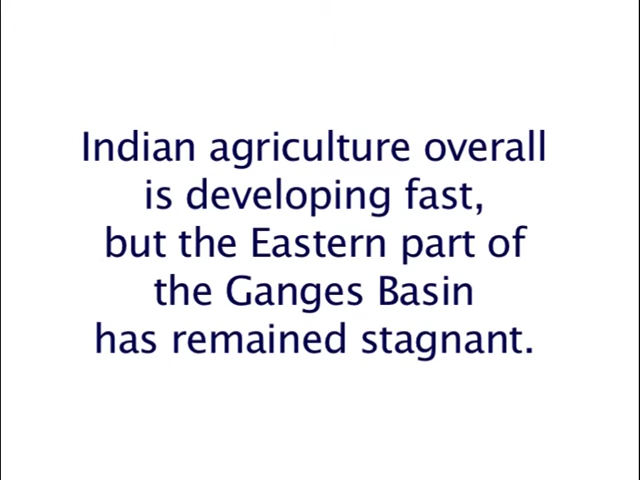 Indian agriculture overall
is developing fast,
but the Eastern part of
the Ganges Basin
has remained stagnant.